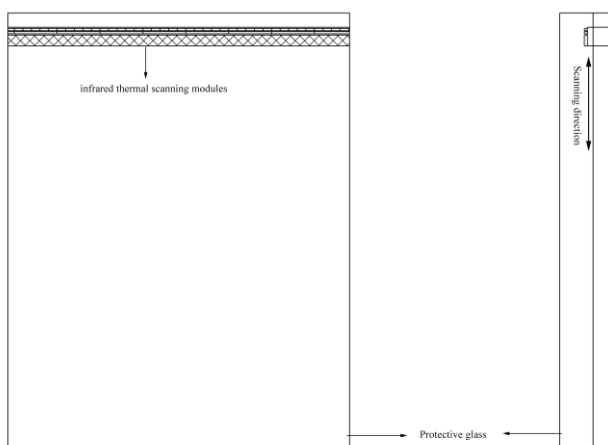 infrared thermal scanning modules
Scanning direction
Protective glass